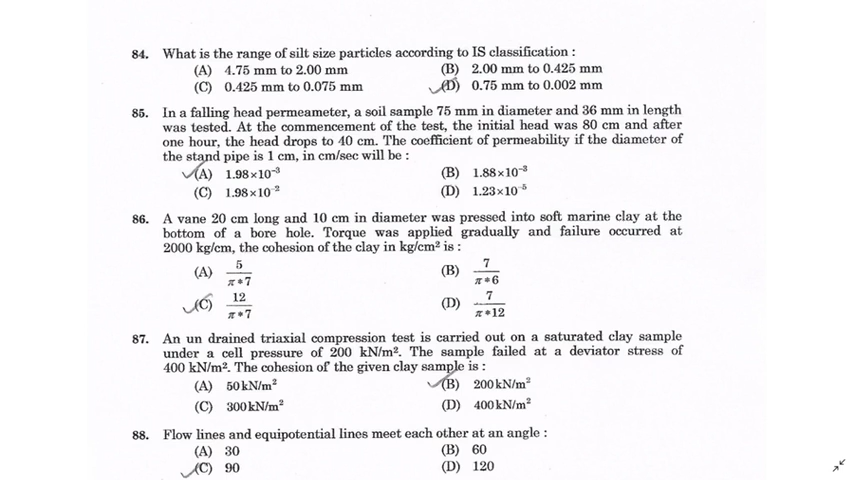 84. What is the range of silt size particles according to IS classification :
(A) 4.75 mm to 2.00 mm (B) 2.00 mm to 0.425 mm
(C) 0.425 mm to 0.075 mm (D) 0.75 mm to 0.002 mm
85. In a falling head permeameter, a soil sample 75 mm in diameter and 36 mm in length
was tested. At the commencement of the test, the initial head was 80 cm and after
one hour, the head drops to 40 cm. The coefficient of permeability if the diameter of
the stand pipe is 1 cm, in cm/sec will be :
(A) 1.98×10⁻³ (B) 1.88×10⁻³
(C) 1.98×10⁻² (D) 1.23×10⁻⁵
86. A vane 20 cm long and 10 cm in diameter was pressed into soft marine clay at the
bottom of a bore hole. Torque was applied gradually and failure occurred at
2000 kg/cm, the cohesion of the clay in kg/cm² is :
(A) 5/π*7 (B) 7/π*6
(C) 12/π*7 (D) 7/π*12
87. An un drained triaxial compression test is carried out on a saturated clay sample
under a cell pressure of 200 kN/m². The sample failed at a deviator stress of
400 kN/m². The cohesion of the given clay sample is :
(A) 50 kN/m² (B) 200 kN/m²
(C) 300 kN/m² (D) 400 kN/m²
88. Flow lines and equipotential lines meet each other at an angle :
(A) 30 (B) 60
(C) 90 (D) 120